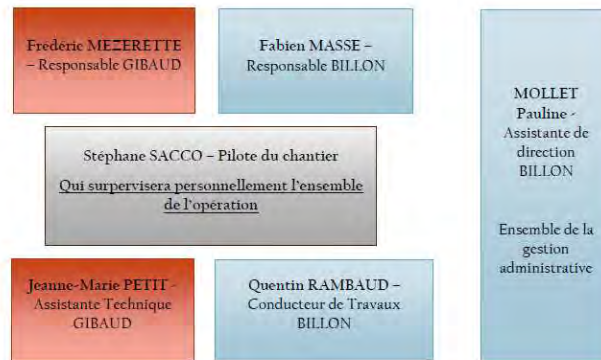 Frédéric MEZERETTE
– Responsable GIBAUD
Fabien MASSE –
Responsable BILLON
Stéphane SACCO – Pilote du chantier
Qui surpervisera personnellement l’ensemble
de l’opération
Jeanne-Marie PETIT -
Assistante Technique
GIBAUD
Quentin RAMBAUD –
Conducteur de Travaux
BILLON
MOLLET
Pauline -
Assistante de
direction
BILLON
Ensemble de la
gestion
administrative